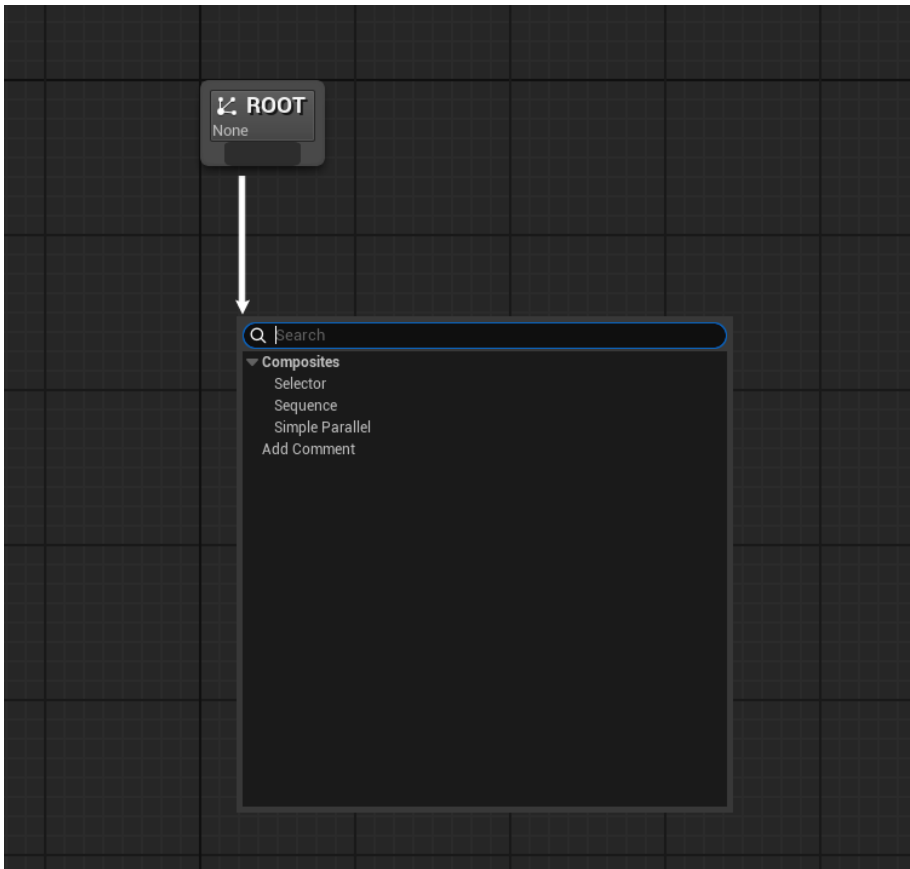 ROOT
None
Search
Composites
Selector
Sequence
Simple Parallel
Add Comment